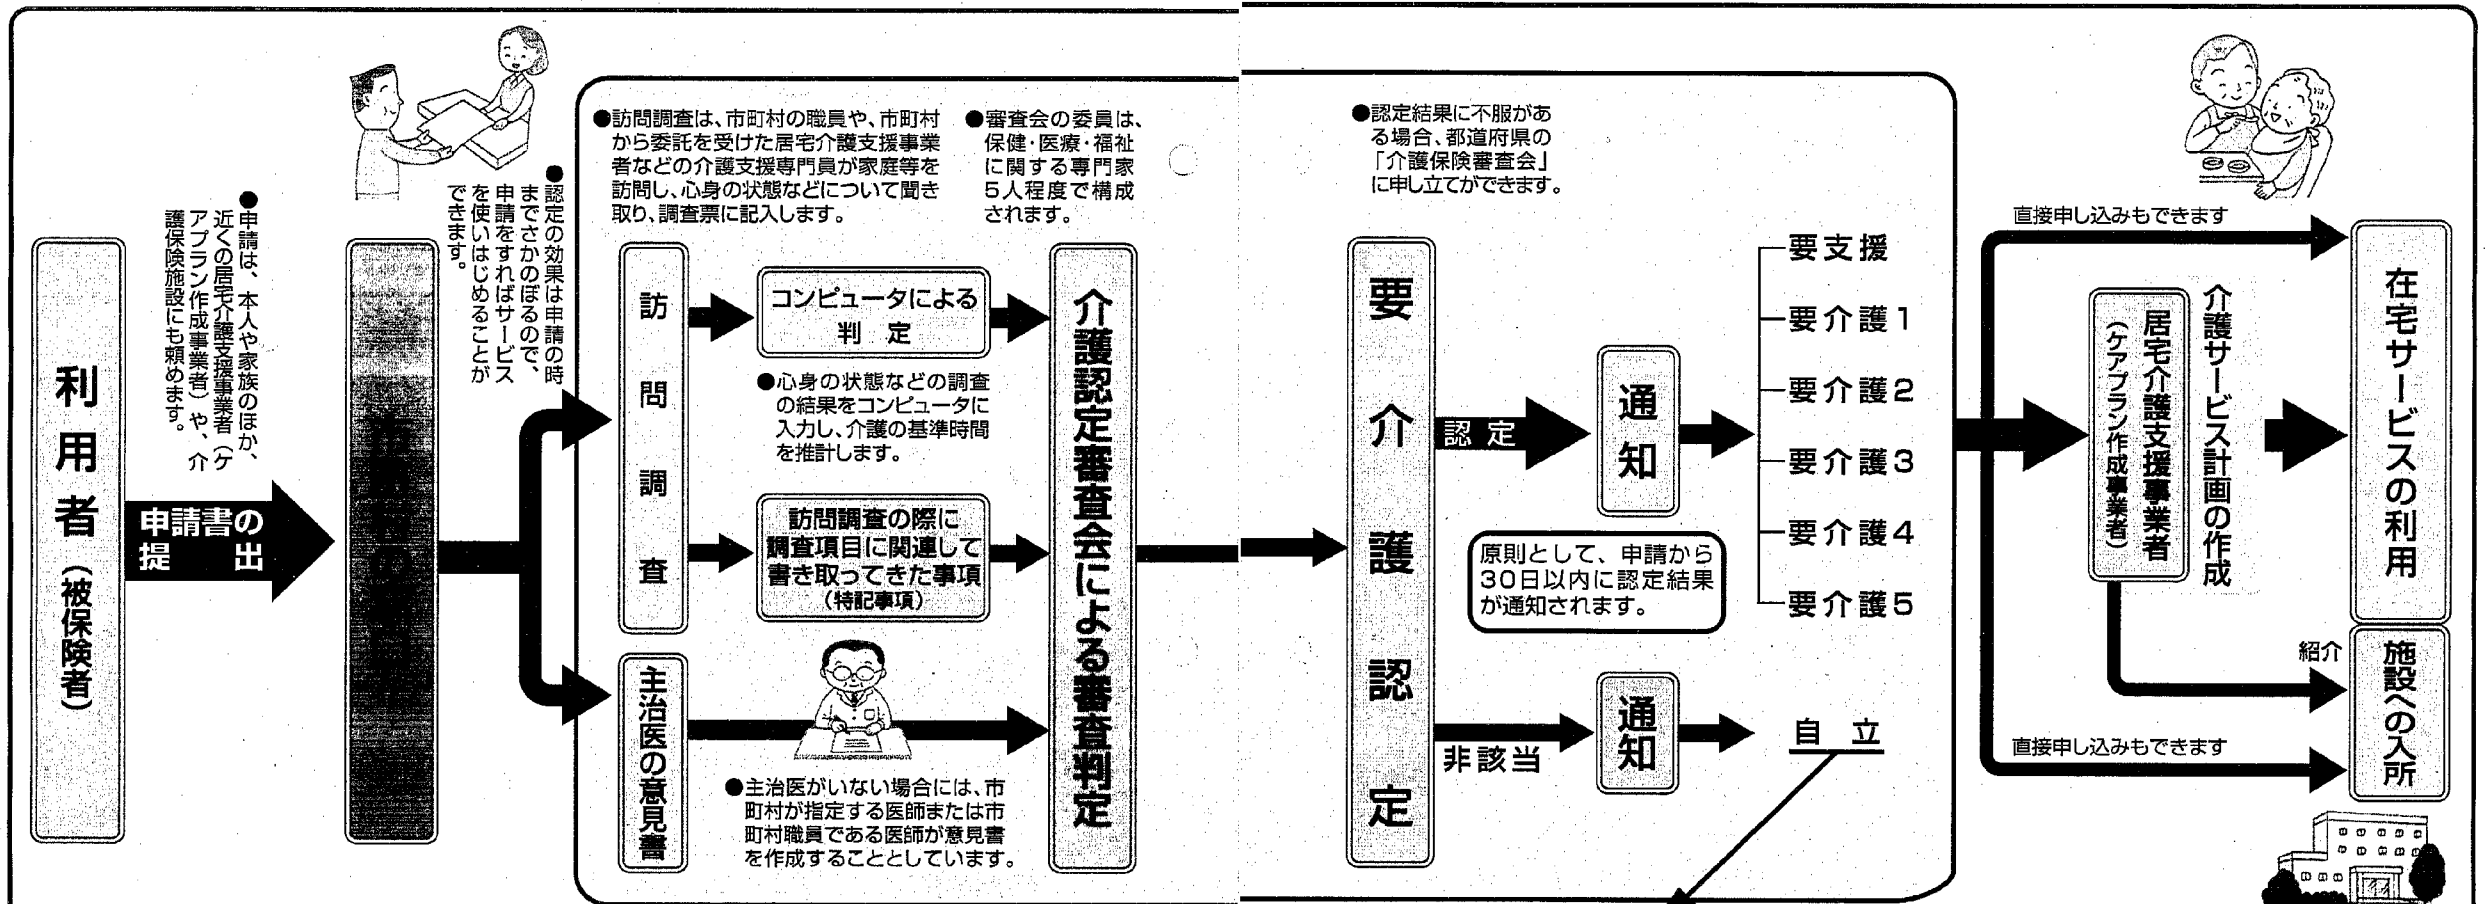 利用者(被保険者)
申請書の
提出
●申請は、本人や家族のほか、
近くの居宅介護支援事業者(ケ
アプラン作成事業者)や、介
護保険施設にも頼めます。
●認定の効果は申請の時
までさかのぼるので、
申請をすればサービス
を使いはじめることが
できます。
●訪問調査は、市町村の職員や、市町村
から委託を受けた居宅介護支援事業
者などの介護支援専門員が家庭等を
訪問し、心身の状態などについて聞き
取り、調査票に記入します。
●審査会の委員は、
保健・医療・福祉
に関する専門家
5人程度で構成
されます。
訪問調査
コンピュータによる
判定
●心身の状態などの調査
の結果をコンピュータに
入力し、介護の基準時間
を推計します。
訪問調査の際に
調査項目に関連して
書き取ってきた事項
(特記事項)
主治医の意見書
●主治医がいない場合には、市
町村が指定する医師または市
町村職員である医師が意見書
を作成することとしています。
介護認定審査会による審査判定
●認定結果に不服があ
る場合、都道府県の
「介護保険審査会」
に申し立てができます。
要介護認定
認定
通知
要支援
要介護1
要介護2
要介護3
要介護4
要介護5
原則として、申請から
30日以内に認定結果
が通知されます。
非該当
通知
自立
直接申し込みもできます
居宅介護支援事業者
(ケアプラン作成事業者)
介護サービス計画の作成
在宅サービスの利用
紹介
施設への入所
直接申し込みもできます